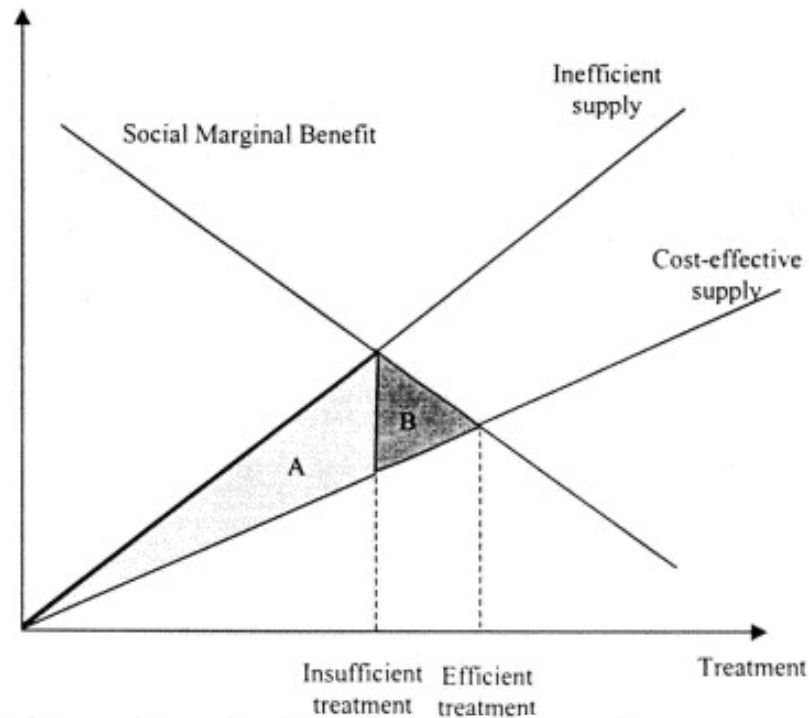 Inefficient
supply
Social Marginal Benefit
Cost-effective
supply
B
A
Treatment
Insufficient
treatment
Efficient
treatment